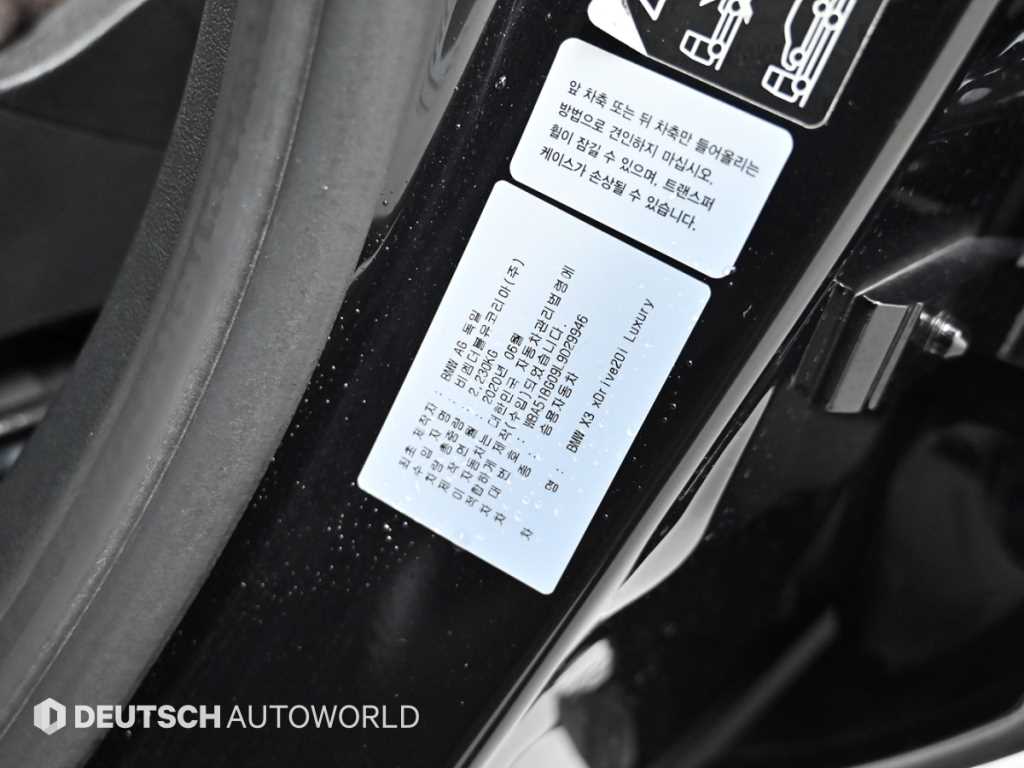 앞 차축 또는 뒤 차축만 들어올리는
방법으로 견인하지 마십시오.
휠이 잠길 수 있으며, 트랜스퍼
케이스가 손상될 수 있습니다.
최초 제작자 : BMW AG 독일
수 입 자 명 : 비엠더블유코리아(주)
차량 총중량 : 2,230KG
제 작 연 월 : 2020년 06월
이 자동차는 대한민국 자동차관리법령에
적합하게 제작(수입)되었습니다.
차 대 번 호 : WBA51BG09L9D29946
차 종 : 승용자동차
차 명 : BMW X3 xDrive20i Luxury
DEUTSCH AUTOWORLD